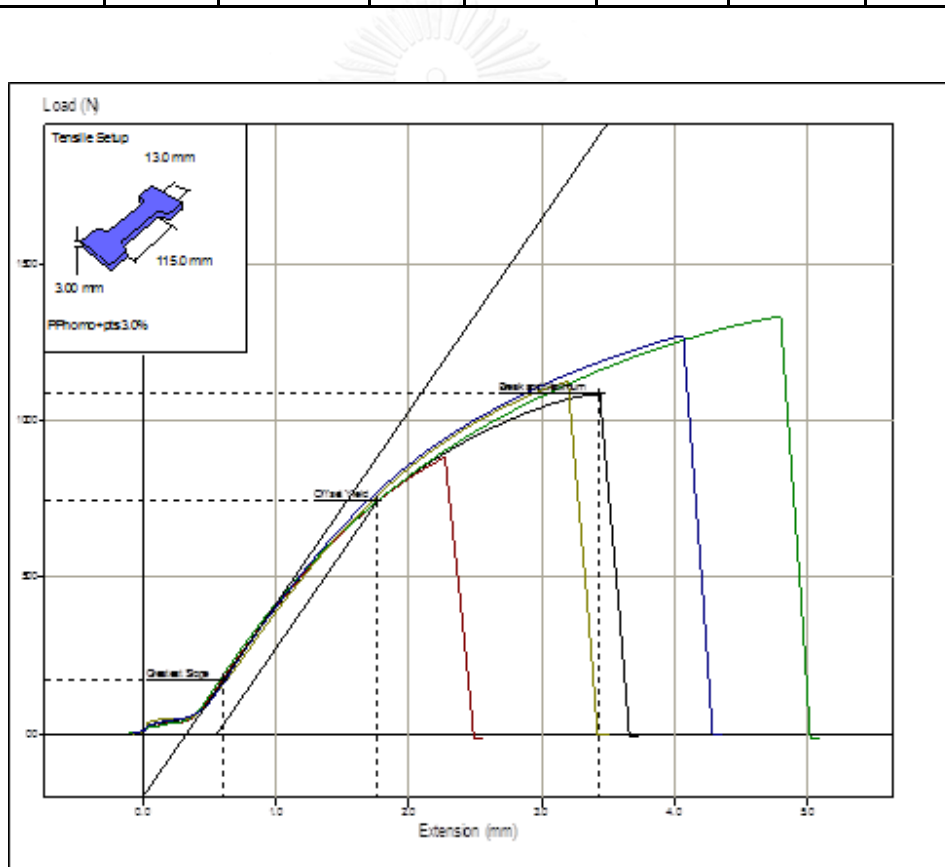 Load (N)
Tensile Setup
13.0 mm
115.0 mm
3.00 mm
PPhomo+pts3.0%
1500
1000
Offset Yield
500
Greatest Slope
0.0
0.0 1.0 2.0 3.0 4.0 5.0
Extension (mm)